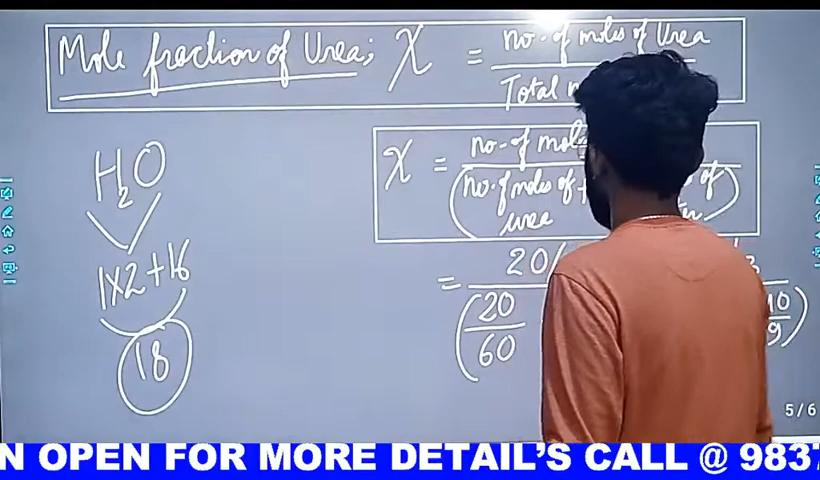 Mole fraction of Urea; X = no. of moles of Urea
Total
H2O
X = no. of
(no. of moles of + of
urea
1x2+16
= 20/
(20
60
10
9)
18
5/6
N OPEN FOR MORE DETAIL'S CALL @ 983